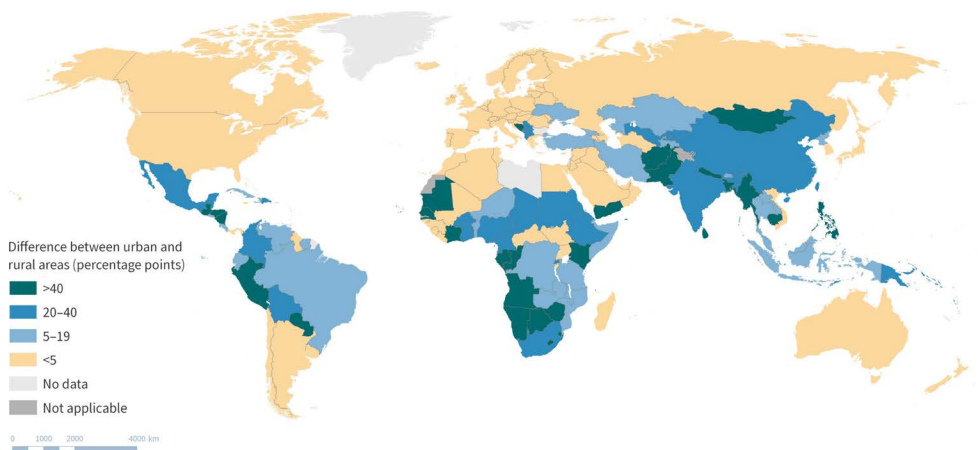 Difference between urban and
rural areas (percentage points)
>40
20–40
5–19
<5
No data
Not applicable
0 1000 2000 4000 km